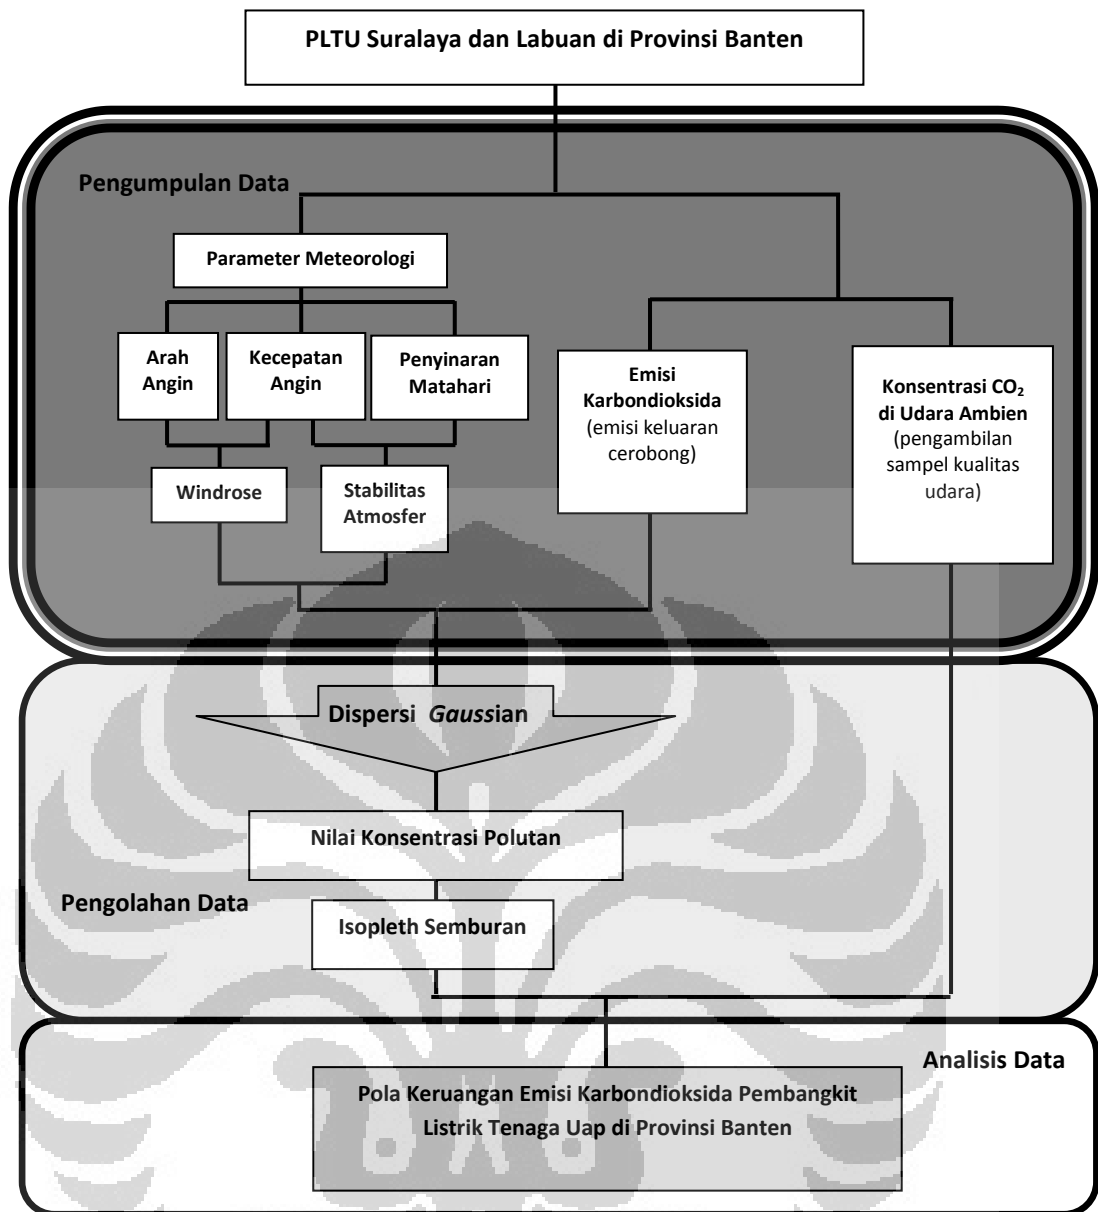 PLTU Suralaya dan Labuan di Provinsi Banten
Pengumpulan Data
Parameter Meteorologi
Arah
Angin
Kecepatan
Angin
Penyinaran
Matahari
Emisi
Karbondioksida
(emisi keluaran
cerobong)
Konsentrasi CO₂
di Udara Ambien
(pengambilan
sampel kualitas
udara)
Windrose
Stabilitas
Atmosfer
Dispersi Gaussian
Nilai Konsentrasi Polutan
Pengolahan Data
Isopleth Semburan
Analisis Data
Pola Keruangan Emisi Karbondioksida Pembangkit
Listrik Tenaga Uap di Provinsi Banten